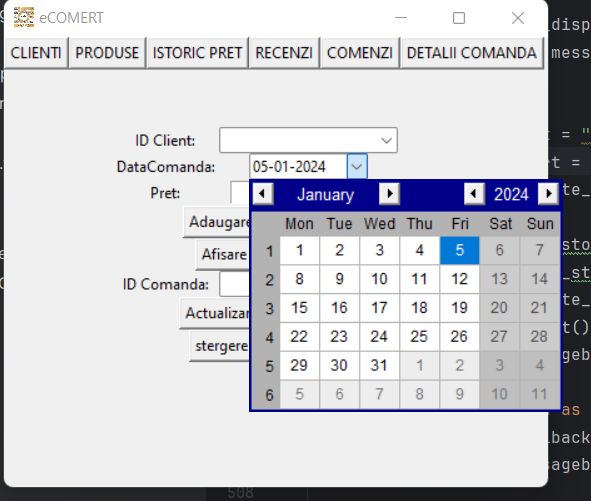 eCOMERT
CLIENTI PRODUSE ISTORIC PRET RECENZI COMENZI DETALII COMANDA
ID Client:
DataComanda: 05-01-2024
Pret:
January 2024
Mon Tue Wed Thu Fri Sat Sun
1 1 2 3 4 5 6 7
2 8 9 10 11 12 13 14
3 15 16 17 18 19 20 21
4 22 23 24 25 26 27 28
5 29 30 31 1 2 3 4
6 5 6 7 8 9 10 11
Adaugare
Afisare
ID Comanda:
Actualizar
stergere
_disp
mess
t = "
et = 
te_
sto
_st
te_
t()
geb
as
lback
sageb
508